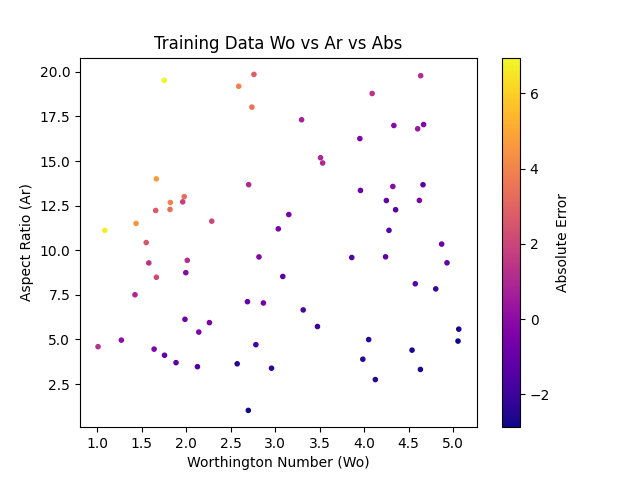 Training Data Wo vs Ar vs Abs
20.0
17.5
15.0
12.5
10.0
7.5
5.0
2.5
Aspect Ratio (Ar)
1.0 1.5 2.0 2.5 3.0 3.5 4.0 4.5 5.0
Worthington Number (Wo)
6
4
2
0
−2
Absolute Error